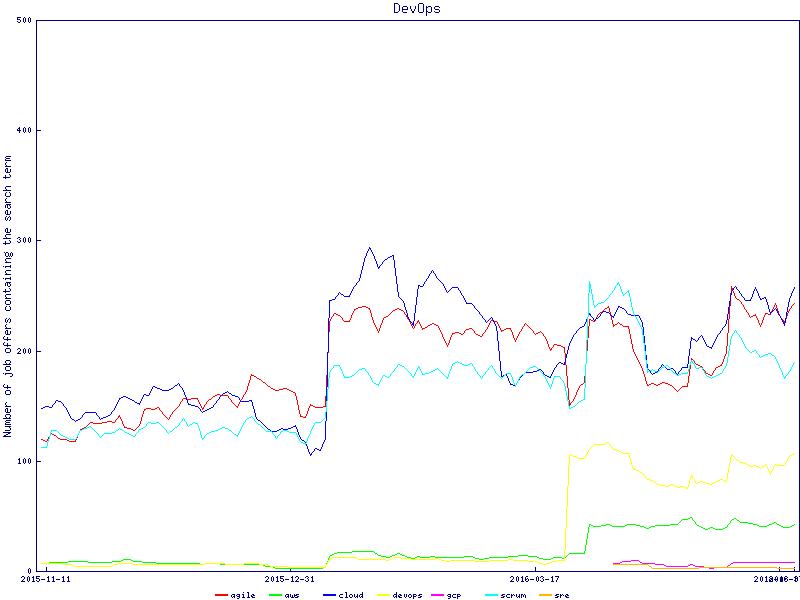 DevOps
500
400
300
200
100
0
Number of job offers containing the search term
2015-11-11
2015-12-31
2016-03-17
agile
aws
cloud
devops
gcp
scrum
sre